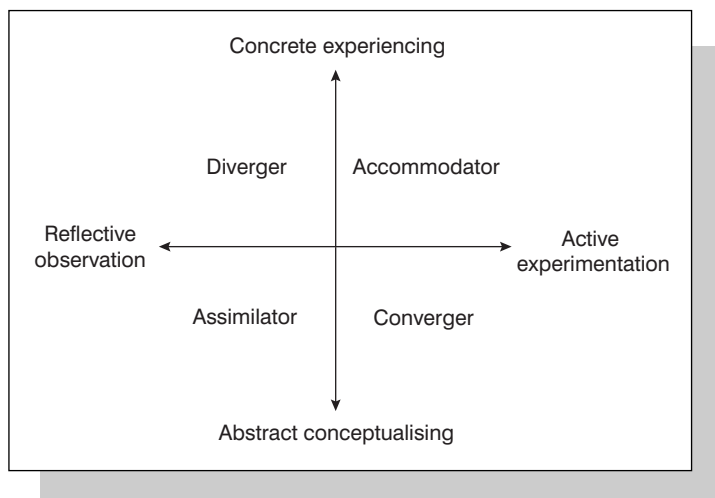 Concrete experiencing
Diverger
Accommodator
Reflective
observation
Active
experimentation
Assimilator
Converger
Abstract conceptualising